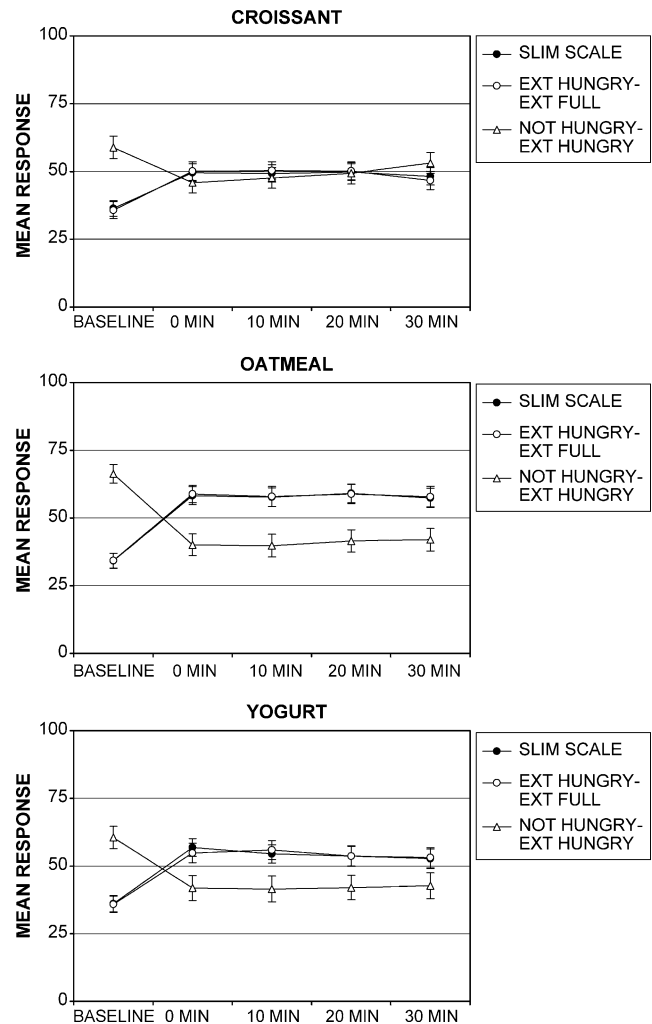 CROISSANT
MEAN RESPONSE
100
75
50
25
0
BASELINE 0 MIN 10 MIN 20 MIN 30 MIN
SLIM SCALE
EXT HUNGRY-
EXT FULL
NOT HUNGRY-
EXT HUNGRY
OATMEAL
MEAN RESPONSE
100
75
50
25
0
BASELINE 0 MIN 10 MIN 20 MIN 30 MIN
SLIM SCALE
EXT HUNGRY-
EXT FULL
NOT HUNGRY-
EXT HUNGRY
YOGURT
MEAN RESPONSE
100
75
50
25
0
BASELINE 0 MIN 10 MIN 20 MIN 30 MIN
SLIM SCALE
EXT HUNGRY-
EXT FULL
NOT HUNGRY-
EXT HUNGRY